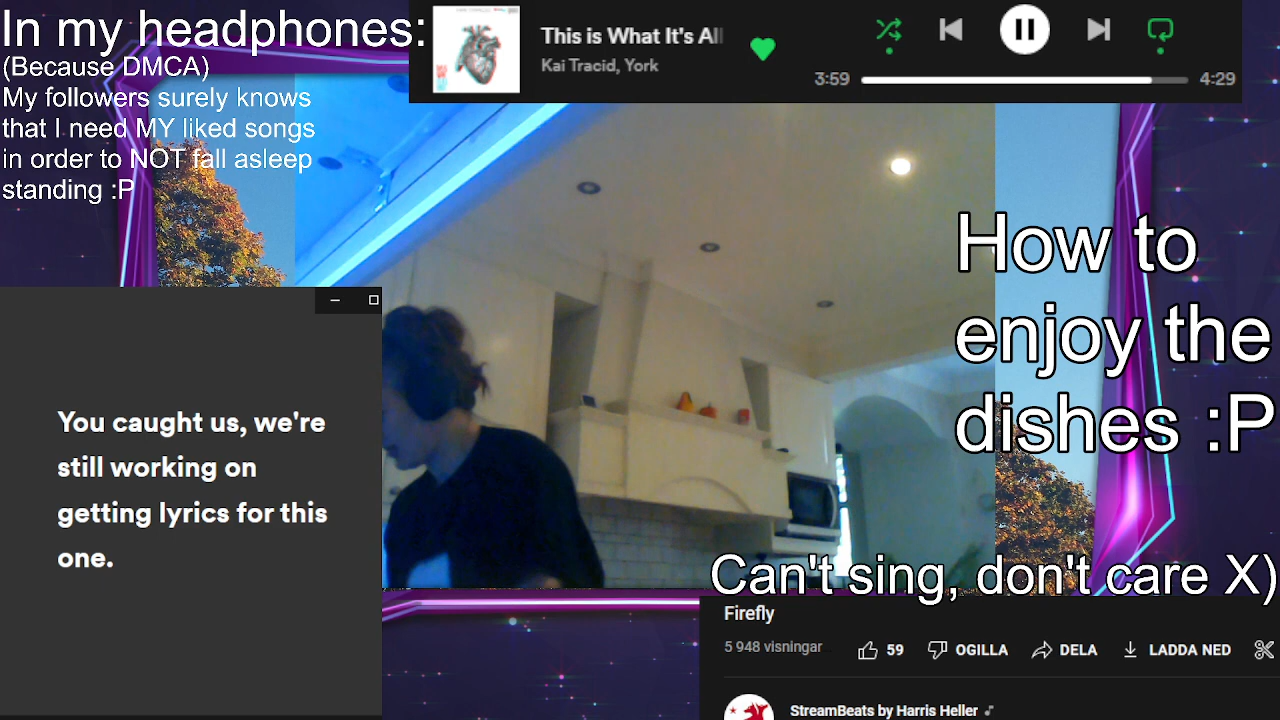 In my headphones:
(Because DMCA)
My followers surely knows
that I need MY liked songs
in order to NOT fall asleep
standing :P
This is What It's All
Kai Tracid, York
3:59
4:29
How to
enjoy the
dishes :P
You caught us, we're
still working on
getting lyrics for this
one.
Can't sing, don't care X)
Firefly
5 948 visningar
59
OGILLA
DELA
LADDA NED
StreamBeats by Harris Heller